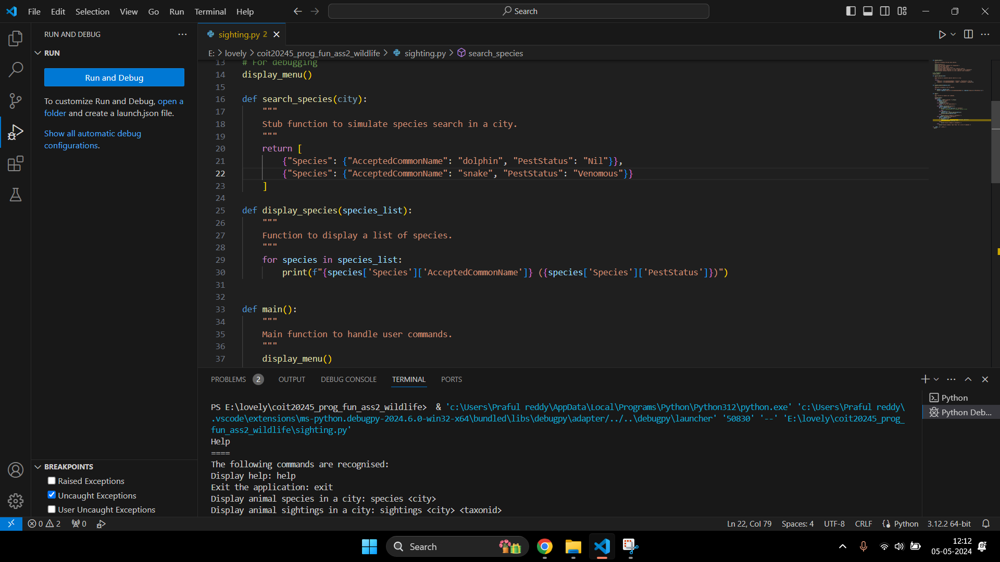 File Edit Selection View Go Run Terminal Help
Search
RUN AND DEBUG
RUN
Run and Debug
To customize Run and Debug, open a
folder and create a launch.json file.
Show all automatic debug
configurations.
BREAKPOINTS
Raised Exceptions
Uncaught Exceptions
User Uncaught Exceptions
sighting.py 2
E: > lovely > coit20245_prog_fun_ass2_wildlife > sighting.py > search_species
13 # For debugging
14 display_menu()
15
16 def search_species(city):
17 """
18 Stub function to simulate species search in a city.
19 """
20 return [
21 {"Species": {"AcceptedCommonName": "dolphin", "PestStatus": "Nil"}},
22 {"Species": {"AcceptedCommonName": "snake", "PestStatus": "Venomous"}}
23 ]
24
25 def display_species(species_list):
26 """
27 Function to display a list of species.
28 """
29 for species in species_list:
30 print(f"{species['Species']['AcceptedCommonName']} ({species['Species']['PestStatus']})")
31
32
33 def main():
34 """
35 Main function to handle user commands.
36 """
37 display_menu()
PROBLEMS 2 OUTPUT DEBUG CONSOLE TERMINAL PORTS
PS E:\lovely\coit20245_prog_fun_ass2_wildlife>  & 'c:\Users\Praful reddy\AppData\Local\Programs\Python\Python312\python.exe' 'c:\Users\Praful reddy\
.vscode\extensions\ms-python.debugpy-2024.6.0-win32-x64\bundled\libs\debugpy\adapter/../..\debugpy\launcher' '50830' '--' 'E:\lovely\coit20245_prog_
fun_ass2_wildlife\sighting.py'
Help
====
The following commands are recognised:
Display help: help
Exit the application: exit
Display animal species in a city: species <city>
Display animal sightings in a city: sightings <city> <taxonid>
Python
Python Deb...
0 2 0
Ln 22, Col 79 Spaces: 4 UTF-8 CRLF Python 3.12.2 64-bit
Search
12:12
05-05-2024